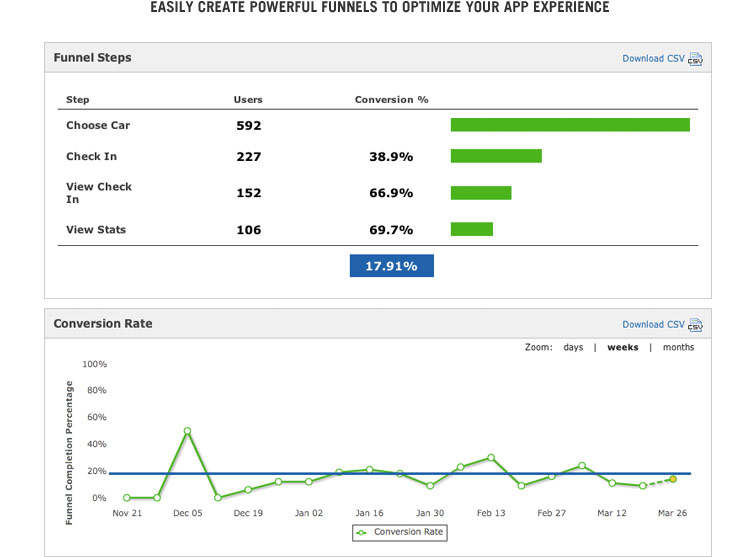 EASILY CREATE POWERFUL FUNNELS TO OPTIMIZE YOUR APP EXPERIENCE
Funnel Steps
Download CSV
CSV
Step Users Conversion %
Choose Car 592
Check In 227 38.9%
View Check
In
152 66.9%
View Stats 106 69.7%
17.91%
Conversion Rate
Download CSV
CSV
Zoom: days | weeks | months
Funnel Completion Percentage
100%
80%
60%
40%
20%
0%
Nov 21 Dec 05 Dec 19 Jan 02 Jan 16 Jan 30 Feb 13 Feb 27 Mar 12 Mar 26
Conversion Rate